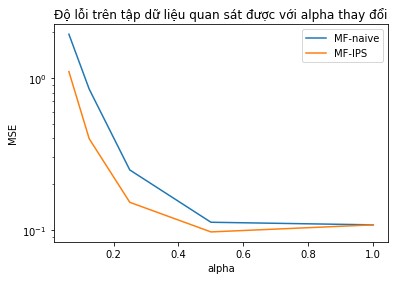 Độ lỗi trên tập dữ liệu quan sát được với alpha thay đổi
MF-naive
MF-IPS
10⁰
10⁻¹
MSE
0.2 0.4 0.6 0.8 1.0
alpha